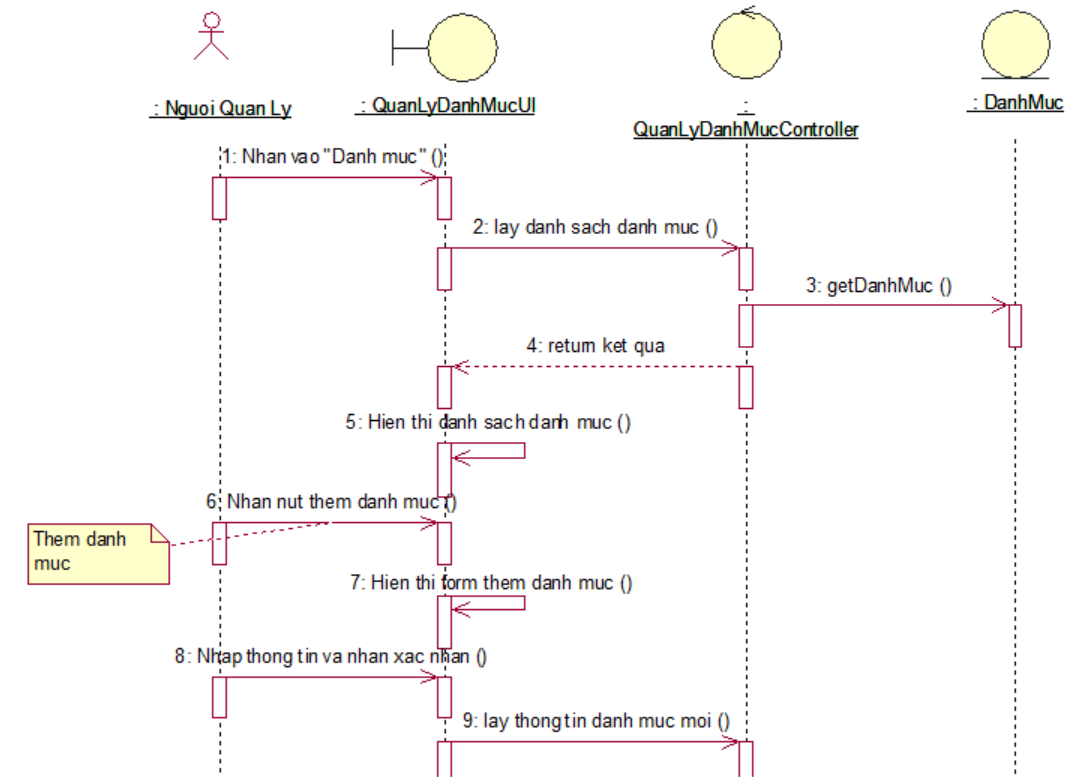 : Nguoi Quan Ly
: QuanLyDanhMucUI
:
QuanLyDanhMucController
: DanhMuc
1: Nhan vao "Danh muc" ()
2: lay danh sach danh muc ()
3: getDanhMuc ()
4: return ket qua
5: Hien thi danh sach danh muc ()
6: Nhan nut them danh muc ()
Them danh
muc
7: Hien thi form them danh muc ()
8: Nhap thong tin va nhan xac nhan ()
9: lay thong tin danh muc moi ()